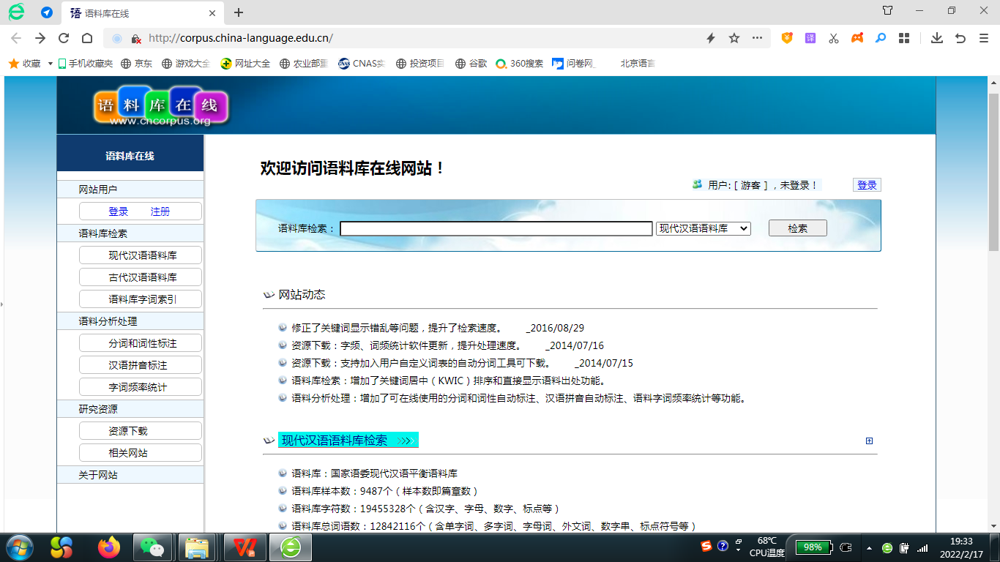 语料库在线
http://corpus.china-language.edu.cn/
译
收藏 手机收藏夹 京东 游戏大全 网址大全 农业部重 CNAS实 投资项目 谷歌 360搜索 问卷网_ 北京语言
语料库在线
www.cncorpus.org
语料库在线
网站用户
登录 注册
语料库检索
现代汉语语料库
古代汉语语料库
语料库字词索引
语料分析处理
分词和词性标注
汉语拼音标注
字词频率统计
研究资源
资源下载
相关网站
关于网站
欢迎访问语料库在线网站！
用户: [ 游客 ] ，未登录！ 登录
语料库检索： 现代汉语语料库 检索
网站动态
修正了关键词显示错乱等问题，提升了检索速度。 _2016/08/29
资源下载：字频、词频统计软件更新，提升处理速度。 _2014/07/16
资源下载：支持加入用户自定义词表的自动分词工具可下载。 _2014/07/15
语料库检索：增加了关键词居中（KWIC）排序和直接显示语料出处功能。
语料分析处理：增加了可在线使用的分词和词性自动标注、汉语拼音自动标注、语料字词频率统计等功能。
现代汉语语料库检索 >>>
语料库：国家语委现代汉语平衡语料库
语料库样本数：9487个（样本数即篇章数）
语料库字符数：19455328个（含汉字、字母、数字、标点等）
语料库总词语数：12842116个（含单字词、多字词、字母词、外文词、数字串、标点符号等）
68℃
CPU温度
98%
19:33
2022/2/17